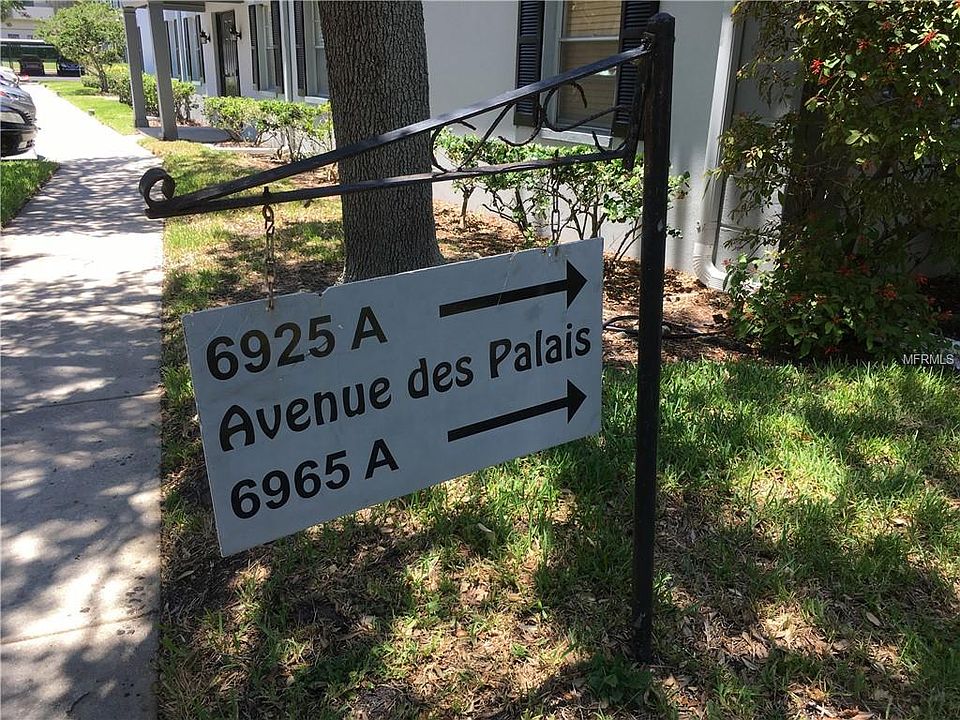 6925 A
Avenue des Palais
6965 A
MFRMLS